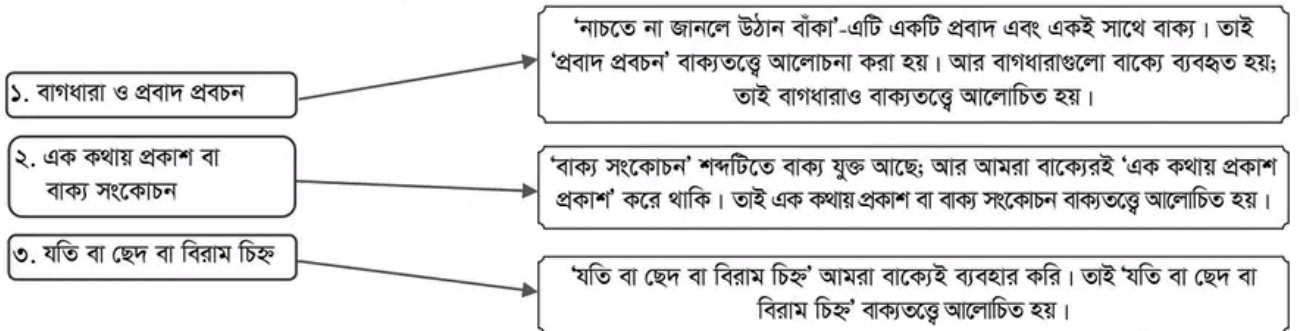 ১. বাগধারা ও প্রবাদ প্রবচন
‘নাচতে না জানলে উঠান বাঁকা’-এটি একটি প্রবাদ এবং একই সাথে বাক্য। তাই
‘প্রবাদ প্রবচন’ বাক্যতত্ত্বে আলোচনা করা হয়। আর বাগধারাগুলো বাক্যে ব্যবহৃত হয়;
তাই বাগধারাও বাক্যতত্ত্বে আলোচিত হয়।
২. এক কথায় প্রকাশ বা
বাক্য সংকোচন
‘বাক্য সংকোচন’ শব্দটিতে বাক্য যুক্ত আছে; আর আমরা বাক্যেরই ‘এক কথায় প্রকাশ
প্রকাশ’ করে থাকি। তাই এক কথায় প্রকাশ বা বাক্য সংকোচন বাক্যতত্ত্বে আলোচিত হয়।
৩. যতি বা ছেদ বা বিরাম চিহ্ন
‘যতি বা ছেদ বা বিরাম চিহ্ন’ আমরা বাক্যেই ব্যবহার করি। তাই ‘যতি বা ছেদ বা
বিরাম চিহ্ন’ বাক্যতত্ত্বে আলোচিত হয়।